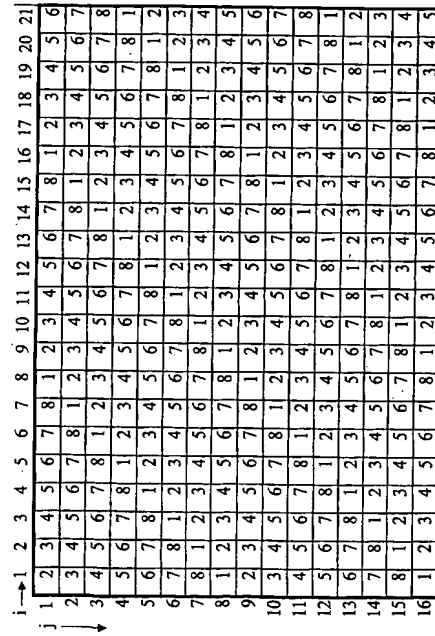 i→ 1 2 3 4 5 6 7 8 9 10 11 12 13 14 15 16 17 18 19 20 21
j→
1 2 3 4 5 6 7 8 1 2 3 4 5 6 7 8 1 2 3 4 5 6
2 3 4 5 6 7 8 1 2 3 4 5 6 7 8 1 2 3 4 5 6 7
3 4 5 6 7 8 1 2 3 4 5 6 7 8 1 2 3 4 5 6 7 8
4 5 6 7 8 1 2 3 4 5 6 7 8 1 2 3 4 5 6 7 8 1
5 6 7 8 1 2 3 4 5 6 7 8 1 2 3 4 5 6 7 8 1 2
6 7 8 1 2 3 4 5 6 7 8 1 2 3 4 5 6 7 8 1 2 3
7 8 1 2 3 4 5 6 7 8 1 2 3 4 5 6 7 8 1 2 3 4
8 1 2 3 4 5 6 7 8 1 2 3 4 5 6 7 8 1 2 3 4 5
9 2 3 4 5 6 7 8 1 2 3 4 5 6 7 8 1 2 3 4 5 6
10 3 4 5 6 7 8 1 2 3 4 5 6 7 8 1 2 3 4 5 6 7
11 4 5 6 7 8 1 2 3 4 5 6 7 8 1 2 3 4 5 6 7 8
12 5 6 7 8 1 2 3 4 5 6 7 8 1 2 3 4 5 6 7 8 1
13 6 7 8 1 2 3 4 5 6 7 8 1 2 3 4 5 6 7 8 1 2
14 7 8 1 2 3 4 5 6 7 8 1 2 3 4 5 6 7 8 1 2 3
15 8 1 2 3 4 5 6 7 8 1 2 3 4 5 6 7 8 1 2 3 4
16 1 2 3 4 5 6 7 8 1 2 3 4 5 6 7 8 1 2 3 4 5